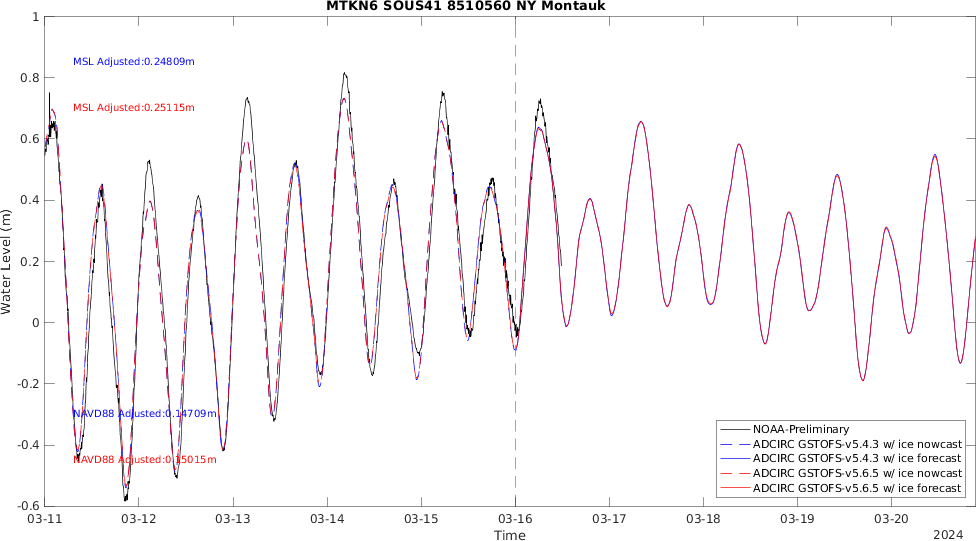 MTKN6 SOUS41 8510560 NY Montauk
Water Level (m)
1
0.8
0.6
0.4
0.2
0
-0.2
-0.4
-0.6
MSL Adjusted:0.24809m
MSL Adjusted:0.25115m
NAVD88 Adjusted:0.14709m
NAVD88 Adjusted:0.15015m
NOAA-Preliminary
ADCIRC GSTOFS-v5.4.3 w/ ice nowcast
ADCIRC GSTOFS-v5.4.3 w/ ice forecast
ADCIRC GSTOFS-v5.6.5 w/ ice nowcast
ADCIRC GSTOFS-v5.6.5 w/ ice forecast
03-11 03-12 03-13 03-14 03-15 03-16 03-17 03-18 03-19 03-20
Time
2024